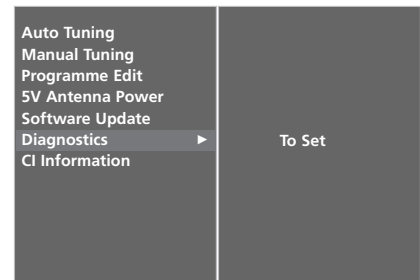 Auto Tuning
Manual Tuning
Programme Edit
5V Antenna Power
Software Update
Diagnostics ►
To Set
CI Information